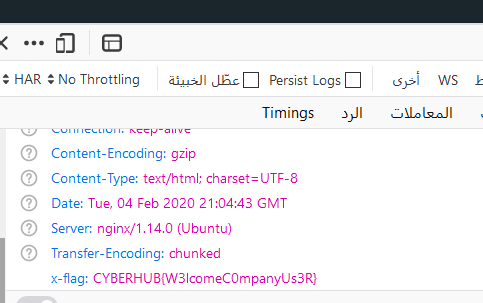 HAR No Throttling عطّل الخبيئة Persist Logs أخرى WS
Timings الرد المعاملات
Connection: keep-alive
Content-Encoding: gzip
Content-Type: text/html; charset=UTF-8
Date: Tue, 04 Feb 2020 21:04:43 GMT
Server: nginx/1.14.0 (Ubuntu)
Transfer-Encoding: chunked
x-flag: CYBERHUB{W3lcomeC0mpanyUs3R}